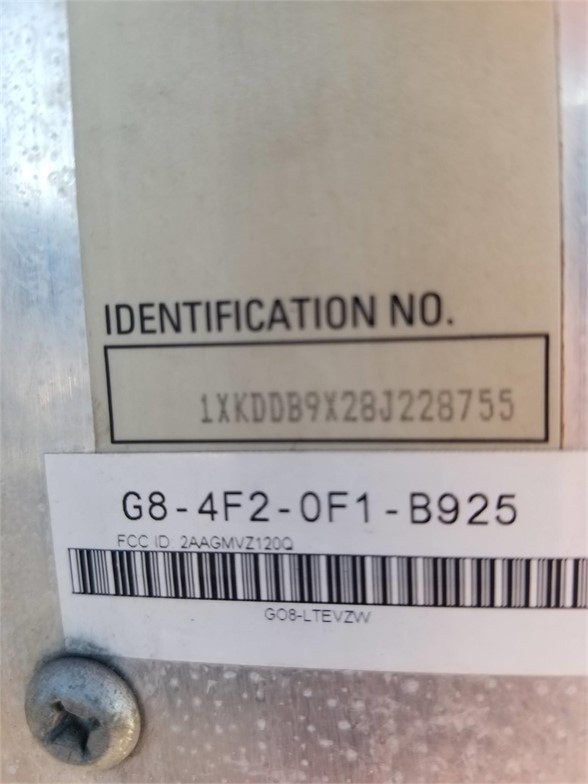 IDENTIFICATION NO.
1XKDDB9X28J228755
G8-4F2-0F1-B925
FCC ID: 2AAGMVZ120Q
GO8-LTEVZW